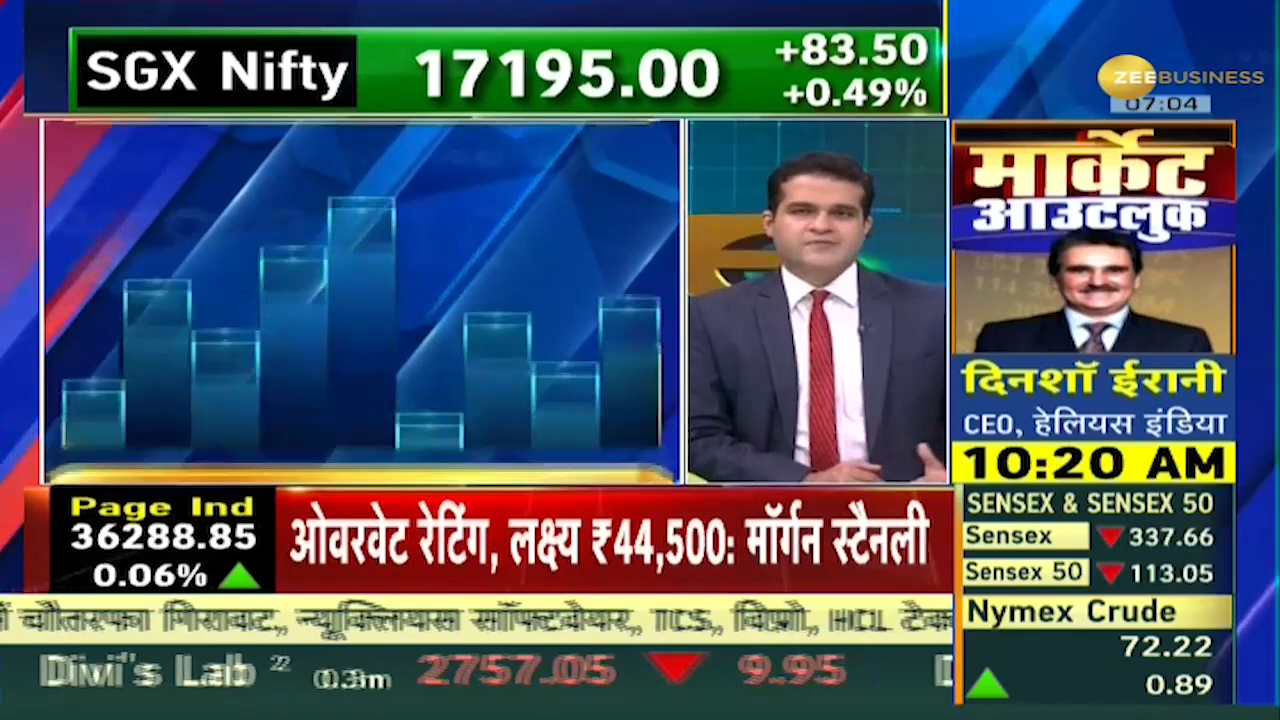 SGX Nifty 17195.00 +83.50
+0.49%
ZEEBUSINESS
07:04
मार्केट
आउटलुक
दिनशॉ ईरानी
CEO, हेलियस इंडिया
10:20 AM
Page Ind
36288.85
0.06%
ओवरवेट रेटिंग, लक्ष्य ₹44,500: मॉर्गन स्टैनली
SENSEX & SENSEX 50
Sensex 337.66
Sensex 50 113.05
Nymex Crude
72.22
0.89
में चौतरफा गिरावट, न्यूक्लियस सॉफ्टवेयर, TCS, विप्रो, HCL
Divi's Lab 2757.05 9.95